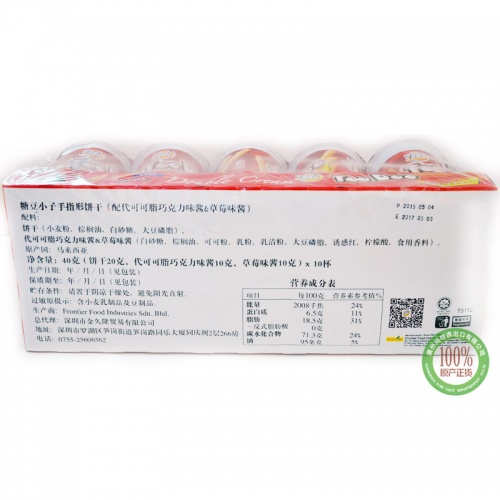 P 2015 05 04
E 2017 05 03
Double Cream
糖豆小子手指形饼干（配代可可脂巧克力味酱&草莓味酱）
配料：
饼干（小麦粉、棕榈油、白砂糖、大豆磷脂），
代可可脂巧克力味酱&草莓味酱（白砂糖、棕榈油、可可粉、乳粉、乳清粉、大豆磷脂、诱惑红、柠檬酸、食用香料）。
净含量：40克（饼干20克，代可可脂巧克力味酱10克，草莓味酱10克）x 10杯
生产日期：年／月／日（见包装）
保质期至：年／月／日（见包装）
贮存条件：请置于阴凉干燥处，避免阳光直射。
过敏原提示：含小麦乳制品及豆制品。
原产国：马来西亚
生产商：Frontier Food Industries Sdn. Bhd.
总代理：深圳市金久隆贸易有限公司
地址：深圳市罗湖区笋岗街道笋岗路园乐大厦同庆阁2层266房
电话：0755-25606562
营养成分表
项目 每100克 营养素参考值%
能量 2008千焦 24%
蛋白质 6.5克 11%
脂肪 18.5克 31%
-反式脂肪酸 0克
碳水化合物 71.3克 24%
钠 95毫克 5%
100%
原产正货